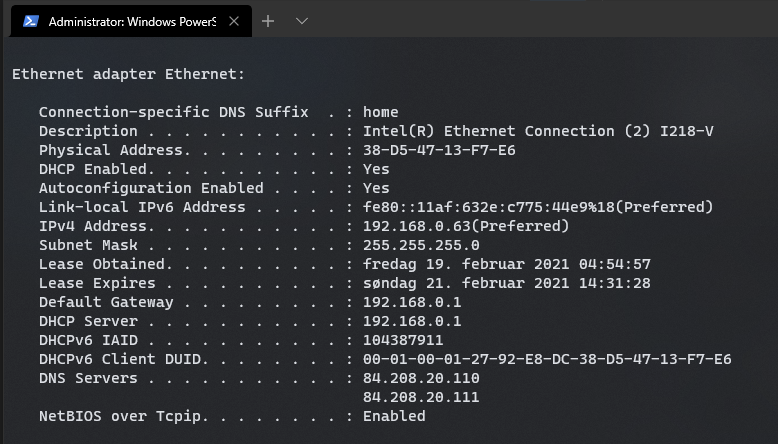 Administrator: Windows PowerS
Ethernet adapter Ethernet:
Connection-specific DNS Suffix  . : home
Description . . . . . . . . . . . : Intel(R) Ethernet Connection (2) I218-V
Physical Address. . . . . . . . . : 38-D5-47-13-F7-E6
DHCP Enabled. . . . . . . . . . . : Yes
Autoconfiguration Enabled . . . . : Yes
Link-local IPv6 Address . . . . . : fe80::11af:632e:c775:44e9%18(Preferred)
IPv4 Address. . . . . . . . . . . : 192.168.0.63(Preferred)
Subnet Mask . . . . . . . . . . . : 255.255.255.0
Lease Obtained. . . . . . . . . . : fredag 19. februar 2021 04:54:57
Lease Expires . . . . . . . . . . : søndag 21. februar 2021 14:31:28
Default Gateway . . . . . . . . . : 192.168.0.1
DHCP Server . . . . . . . . . . . : 192.168.0.1
DHCPv6 IAID . . . . . . . . . . . : 104387911
DHCPv6 Client DUID. . . . . . . . : 00-01-00-01-27-92-E8-DC-38-D5-47-13-F7-E6
DNS Servers . . . . . . . . . . . : 84.208.20.110
84.208.20.111
NetBIOS over Tcpip. . . . . . . . : Enabled